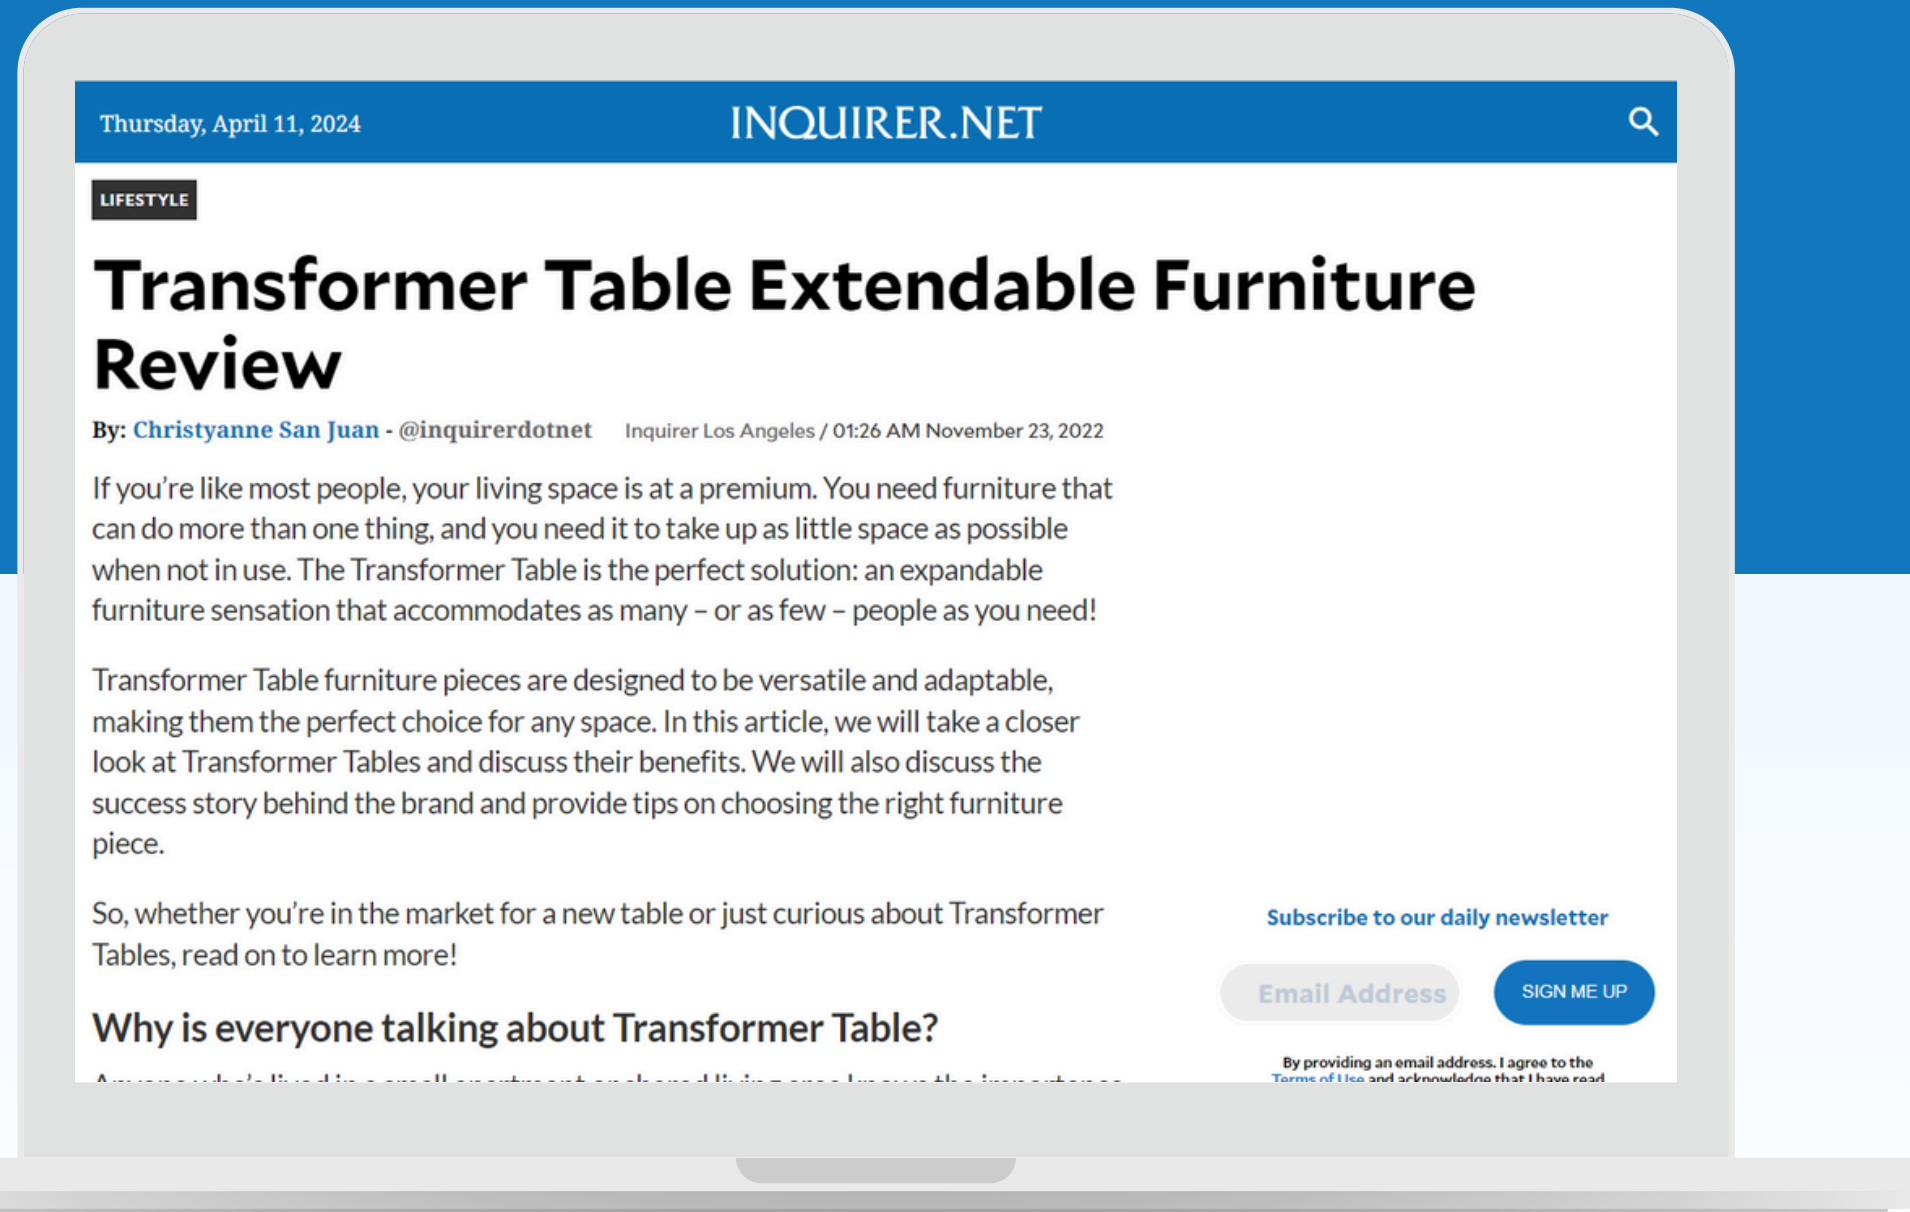 Thursday, April 11, 2024
INQUIRER.NET
LIFESTYLE
Transformer Table Extendable Furniture
Review
By: Christyanne San Juan - @inquirerdotnet Inquirer Los Angeles / 01:26 AM November 23, 2022
If you’re like most people, your living space is at a premium. You need furniture that
can do more than one thing, and you need it to take up as little space as possible
when not in use. The Transformer Table is the perfect solution: an expandable
furniture sensation that accommodates as many – or as few – people as you need!
Transformer Table furniture pieces are designed to be versatile and adaptable,
making them the perfect choice for any space. In this article, we will take a closer
look at Transformer Tables and discuss their benefits. We will also discuss the
success story behind the brand and provide tips on choosing the right furniture
piece.
So, whether you’re in the market for a new table or just curious about Transformer
Tables, read on to learn more!
Why is everyone talking about Transformer Table?
Subscribe to our daily newsletter
Email Address
SIGN ME UP
By providing an email address. I agree to the
Terms of Use and acknowledge that I have read